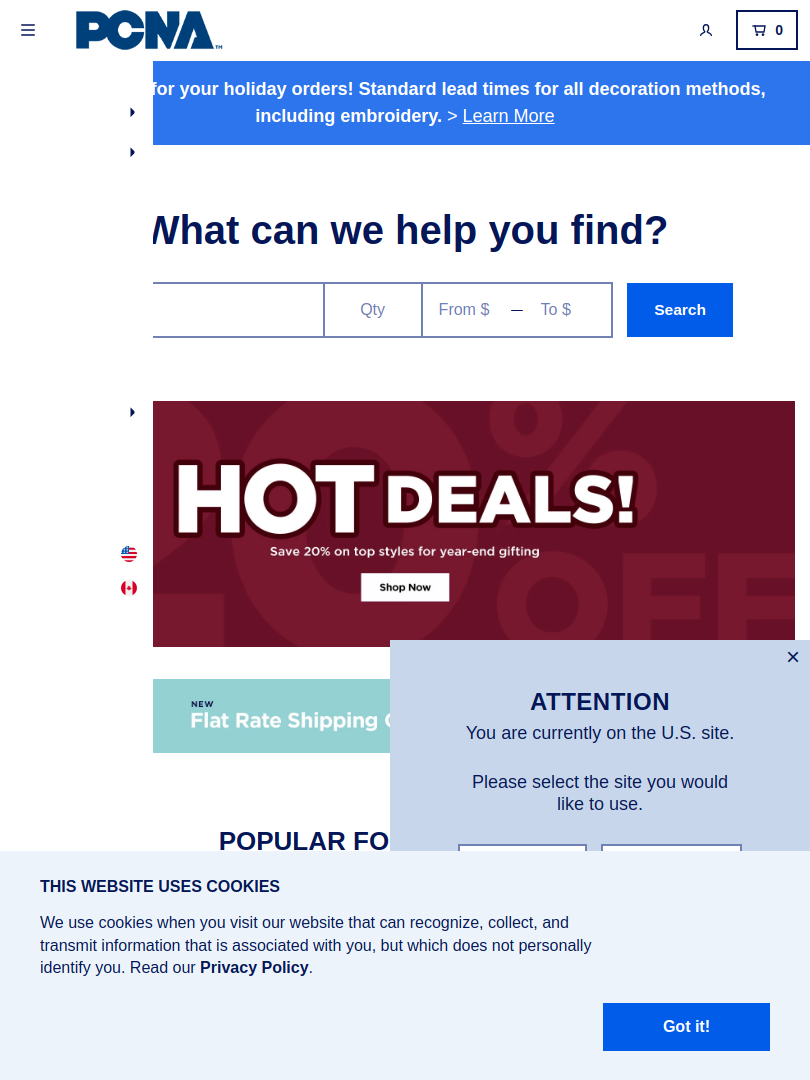 PCNA™
0
for your holiday orders! Standard lead times for all decoration methods,
including embroidery. > Learn More
What can we help you find?
Qty
From $ — To $
Search
20%
OFF
HOT DEALS!
Save 20% on top styles for year-end gifting
Shop Now
×
NEW
Flat Rate Shipping
ATTENTION
You are currently on the U.S. site.
Please select the site you would
like to use.
POPULAR FO
THIS WEBSITE USES COOKIES
We use cookies when you visit our website that can recognize, collect, and
transmit information that is associated with you, but which does not personally
identify you. Read our Privacy Policy.
Got it!